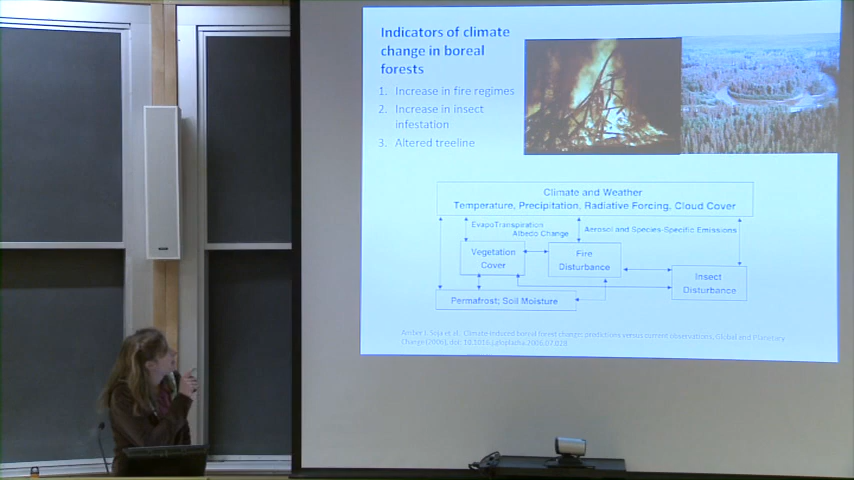 Indicators of climate
change in boreal
forests
1. Increase in fire regimes
2. Increase in insect
infestation
3. Altered treeline
Climate and Weather
Temperature, Precipitation, Radiative Forcing, Cloud Cover
EvapoTranspiration
Albedo Change
Aerosol and Species-Specific Emissions
Vegetation
Cover
Fire
Disturbance
Insect
Disturbance
Permafrost; Soil Moisture
Amber J. Soja et al. Climate-induced boreal forest change: predictions versus current observations, Global and Planetary
Change (2006), doi: 10.1016/j.gloplacha.2006.07.028